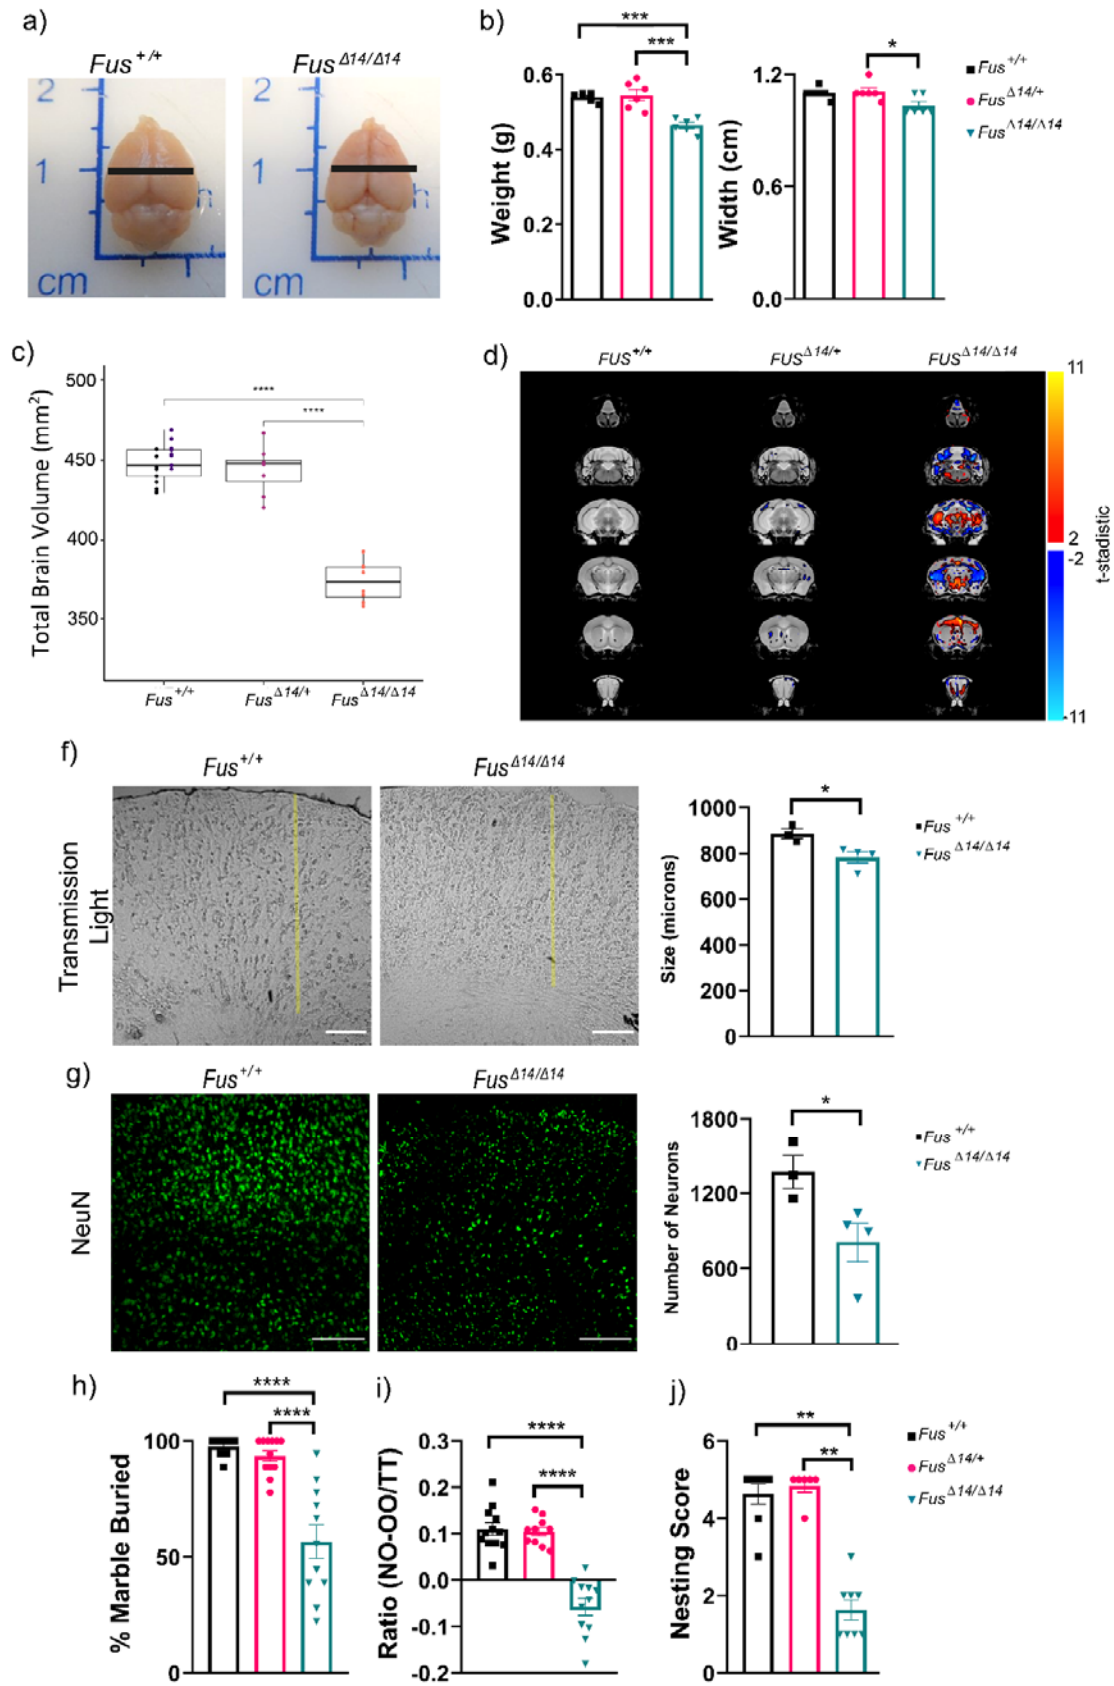 a)
Fus+/+
FusΔ14/Δ14
2
1
cm
2
1
cm
b)
***
***
Weight (g)
0.6
0.4
0.2
0.0
*
Width (cm)
1.2
0.6
0.0
Fus+/+
FusΔ14/+
FusΔ14/Δ14
c)
****
****
Total Brain Volume (mm2)
500
450
400
350
Fus+/+
FusΔ14/+
FusΔ14/Δ14
d)
FUS+/+
FUSΔ14/+
FUSΔ14/Δ14
11
2
-2
-11
t-stadistic
f)
Fus+/+
FusΔ14/Δ14
Transmission
Light
*
Size (microns)
1000
800
600
400
200
0
Fus +/+
Fus Δ14/Δ14
g)
Fus+/+
FusΔ14/Δ14
NeuN
*
Number of Neurons
1800
1200
600
0
Fus +/+
Fus Δ14/Δ14
h)
****
****
% Marble Buried
100
50
0
i)
****
****
Ratio (NO-OO/TT)
0.3
0.2
0.1
0.0
-0.1
-0.2
j)
**
**
Nesting Score
6
4
2
0
Fus+/+
FusΔ14/+
FusΔ14/Δ14